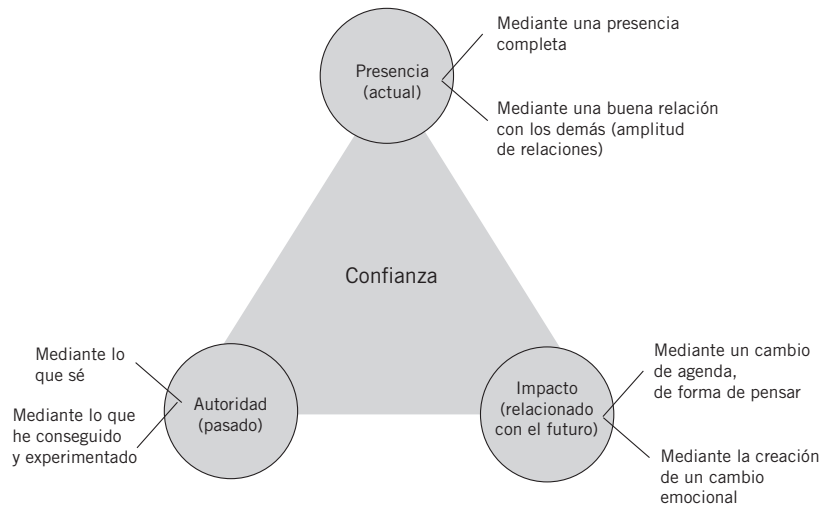 Presencia
(actual)
Mediante una presencia
completa
Mediante una buena relación
con los demás (amplitud
de relaciones)
Confianza
Mediante lo
que sé
Mediante lo que
he conseguido
y experimentado
Autoridad
(pasado)
Impacto
(relacionado
con el futuro)
Mediante un cambio
de agenda,
de forma de pensar
Mediante la creación
de un cambio
emocional